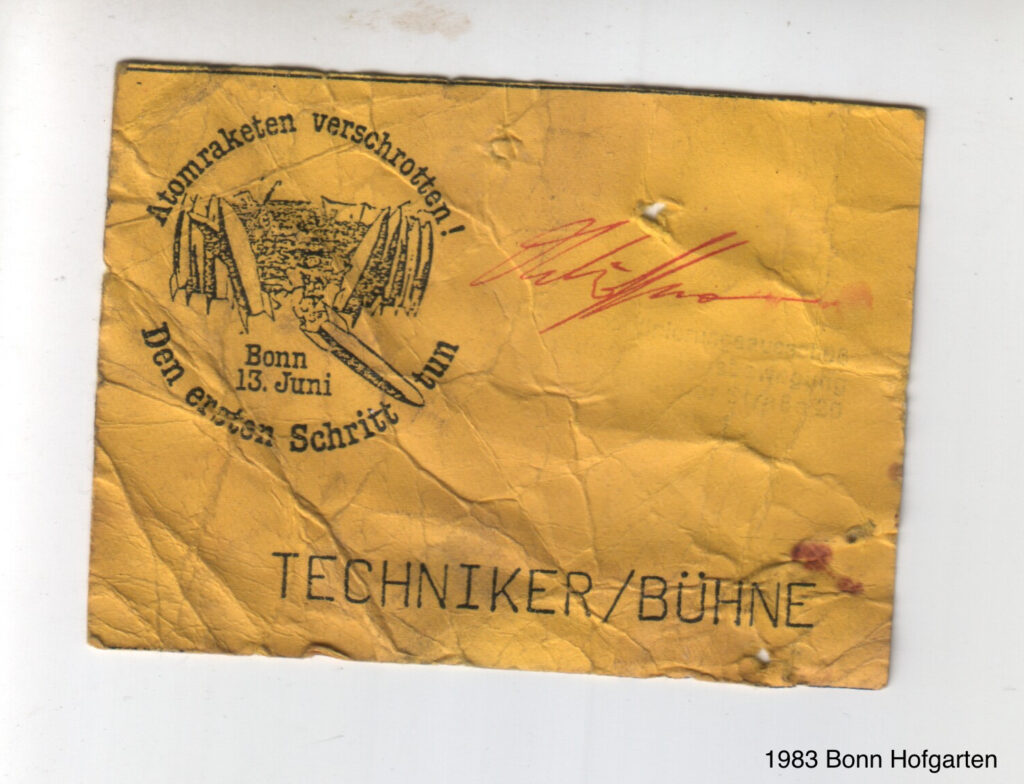 Atomraketen verschrotten!
Bonn
13. Juni
Den ersten Schritt tun
TECHNIKER/BÜHNE
1983 Bonn Hofgarten